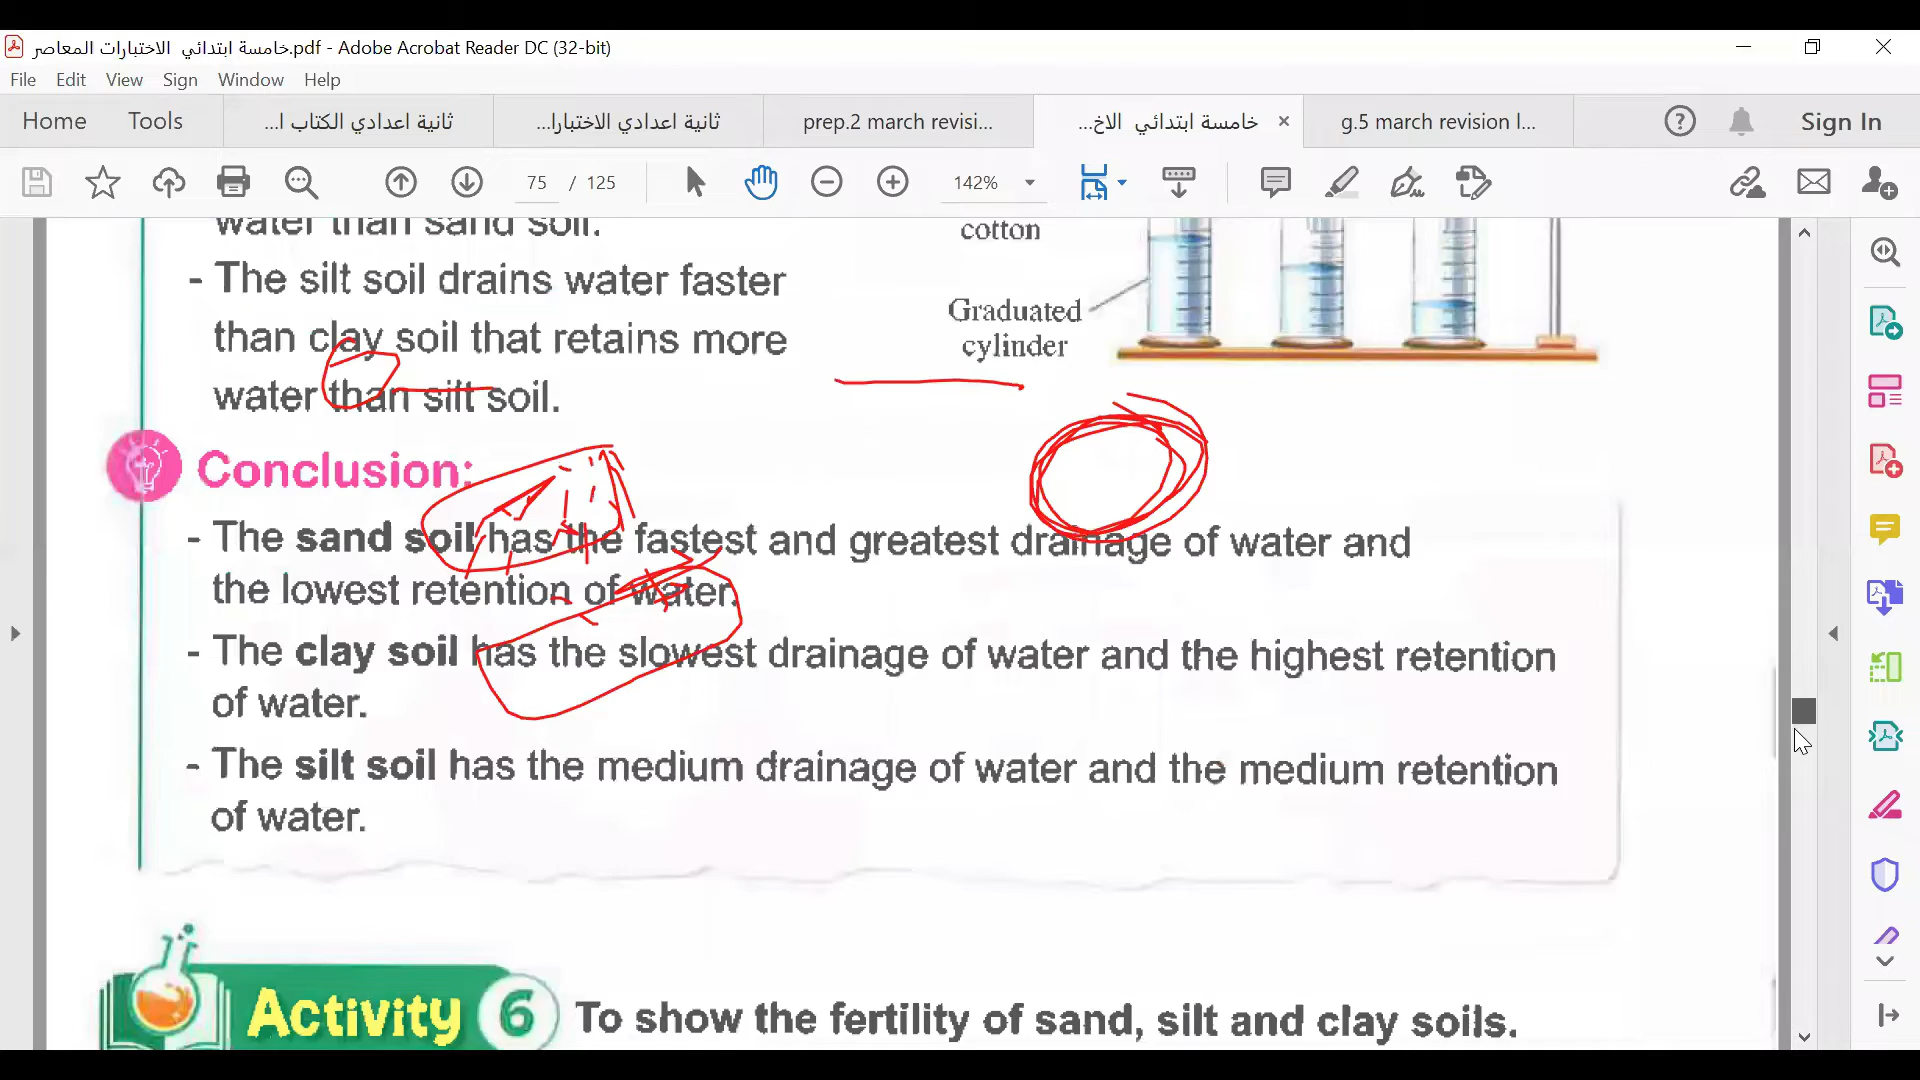 خامسة ابتدائي الاختبارات المعاصر.pdf - Adobe Acrobat Reader DC (32-bit)
File Edit View Sign Window Help
Home Tools ثانية اعدادي الكتاب ا... ثانية اعدادي الاختبارا... prep.2 march revisi... خامسة ابتدائي الاخ... × g.5 march revision l... Sign In
75 / 125 142%
water than sand soil.
- The silt soil drains water faster
than clay soil that retains more
water than silt soil.
cotton
Graduated
cylinder
Conclusion:
- The sand soil has the fastest and greatest drainage of water and
the lowest retention of water.
- The clay soil has the slowest drainage of water and the highest retention
of water.
- The silt soil has the medium drainage of water and the medium retention
of water.
Activity 6 To show the fertility of sand, silt and clay soils.